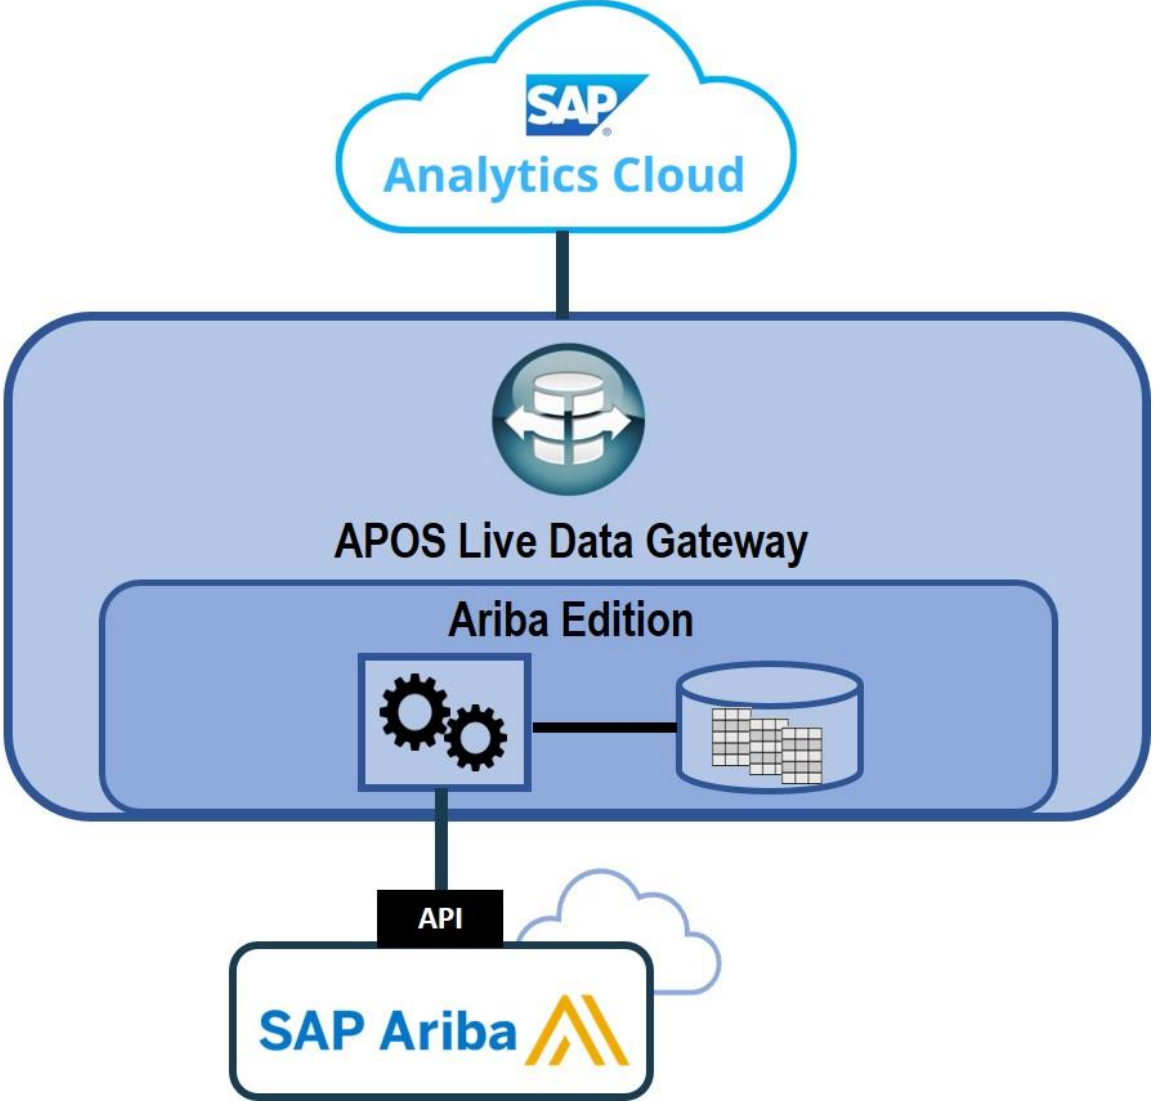 SAP
®
Analytics Cloud
APOS Live Data Gateway
Ariba Edition
API
SAP Ariba